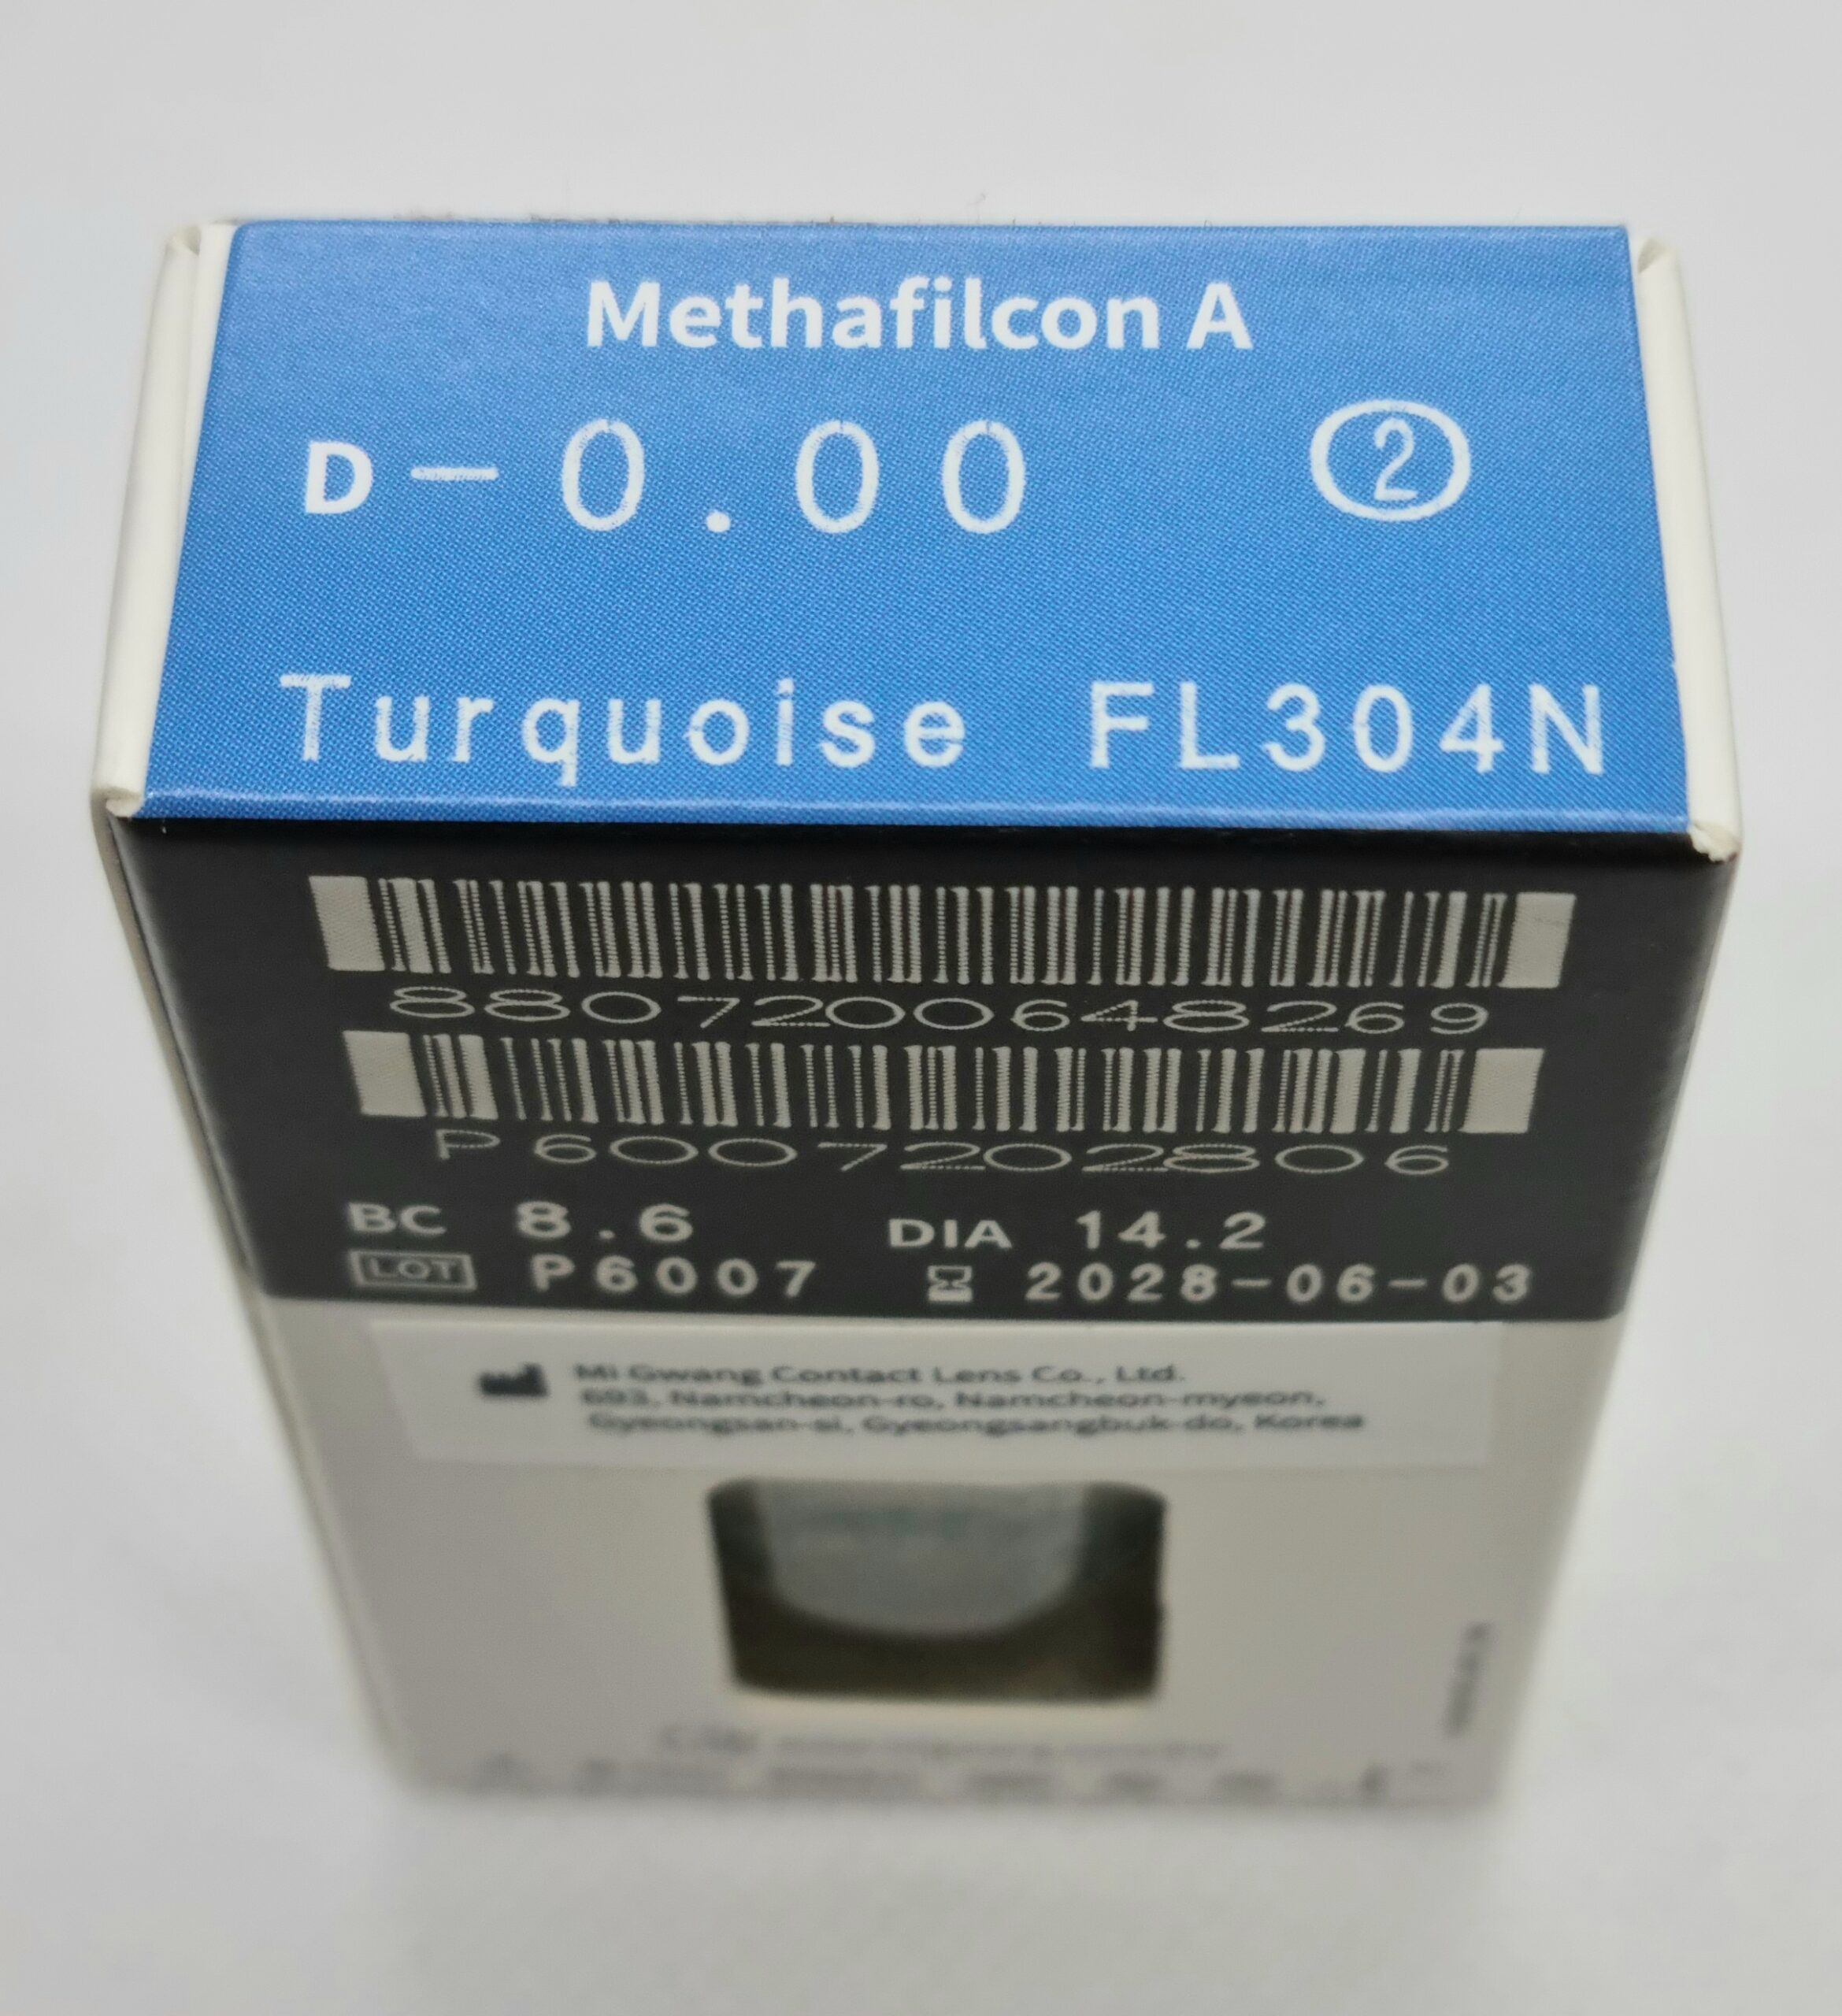 Methafilcon A
D -0.00 ②
Turquoise FL304N
8807200648269
P6007202806
BC 8.6 DIA 14.2
LOT P6007 2028-06-03
Mi Gwang Contact Lens Co., Ltd.
693, Namcheon-ro, Namcheon-myeon,
Gyeongsan-si, Gyeongsangbuk-do, Korea